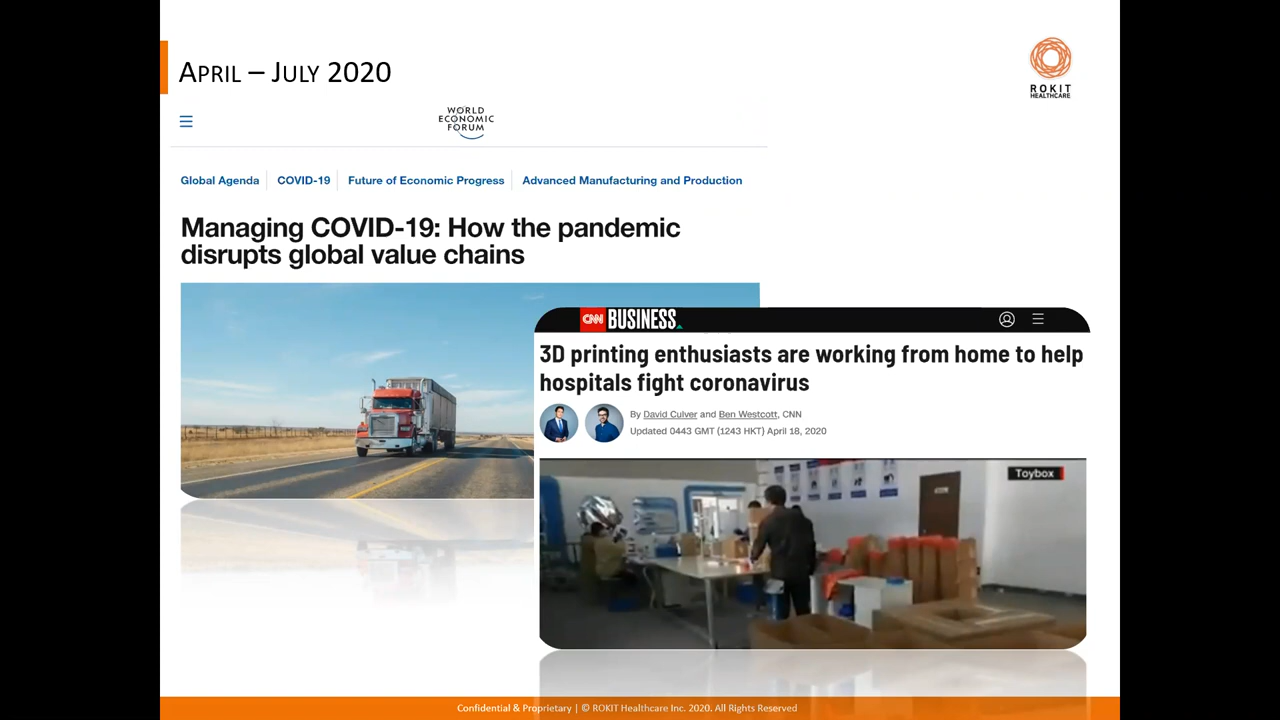 APRIL – JULY 2020
ROKIT
HEALTHCARE
WORLD
ECONOMIC
FORUM
Global Agenda
COVID-19
Future of Economic Progress
Advanced Manufacturing and Production
Managing COVID-19: How the pandemic
disrupts global value chains
CNN BUSINESS
3D printing enthusiasts are working from home to help
hospitals fight coronavirus
By David Culver and Ben Westcott, CNN
Updated 0443 GMT (1243 HKT) April 18, 2020
Toybox
Confidential & Proprietary | © ROKIT Healthcare Inc. 2020. All Rights Reserved